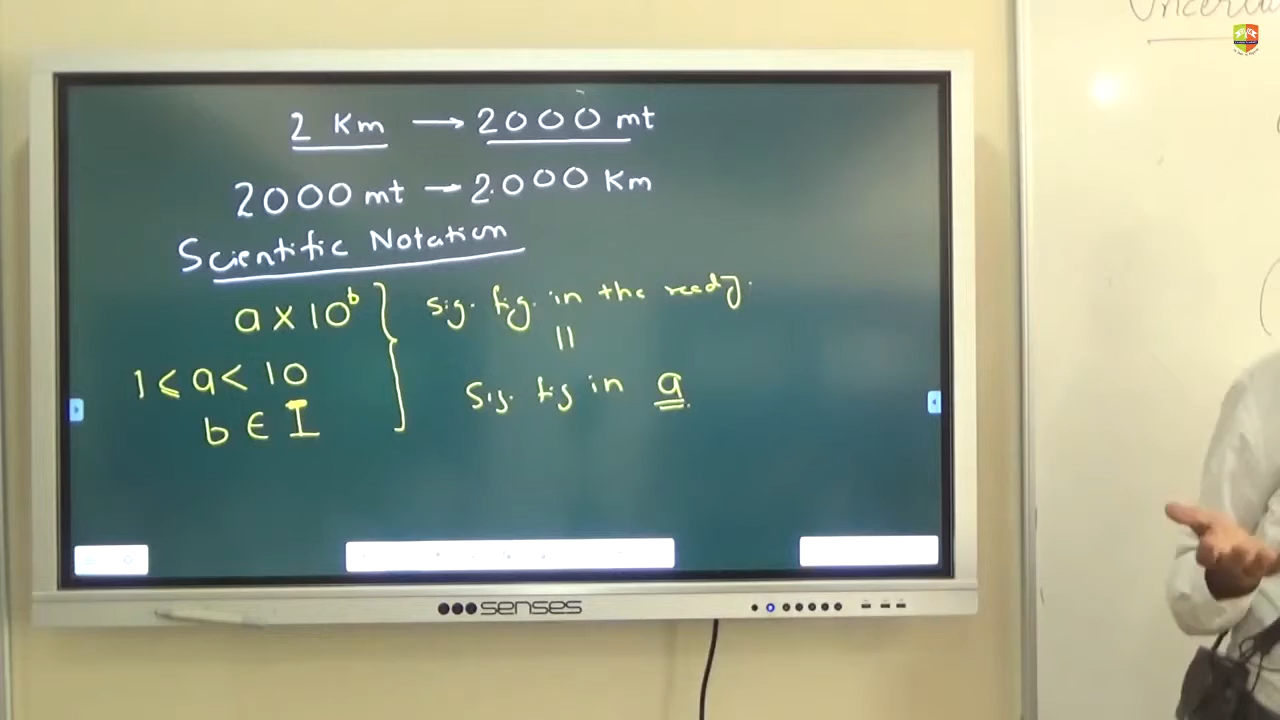 2 Km → 2000 mt
2000 mt – 2.000 Km
Scientific Notation
a × 10^b } sig. fig. in the readg.
||
1 ≤ a < 10
sig. fig in a.
b ∈ I
senses